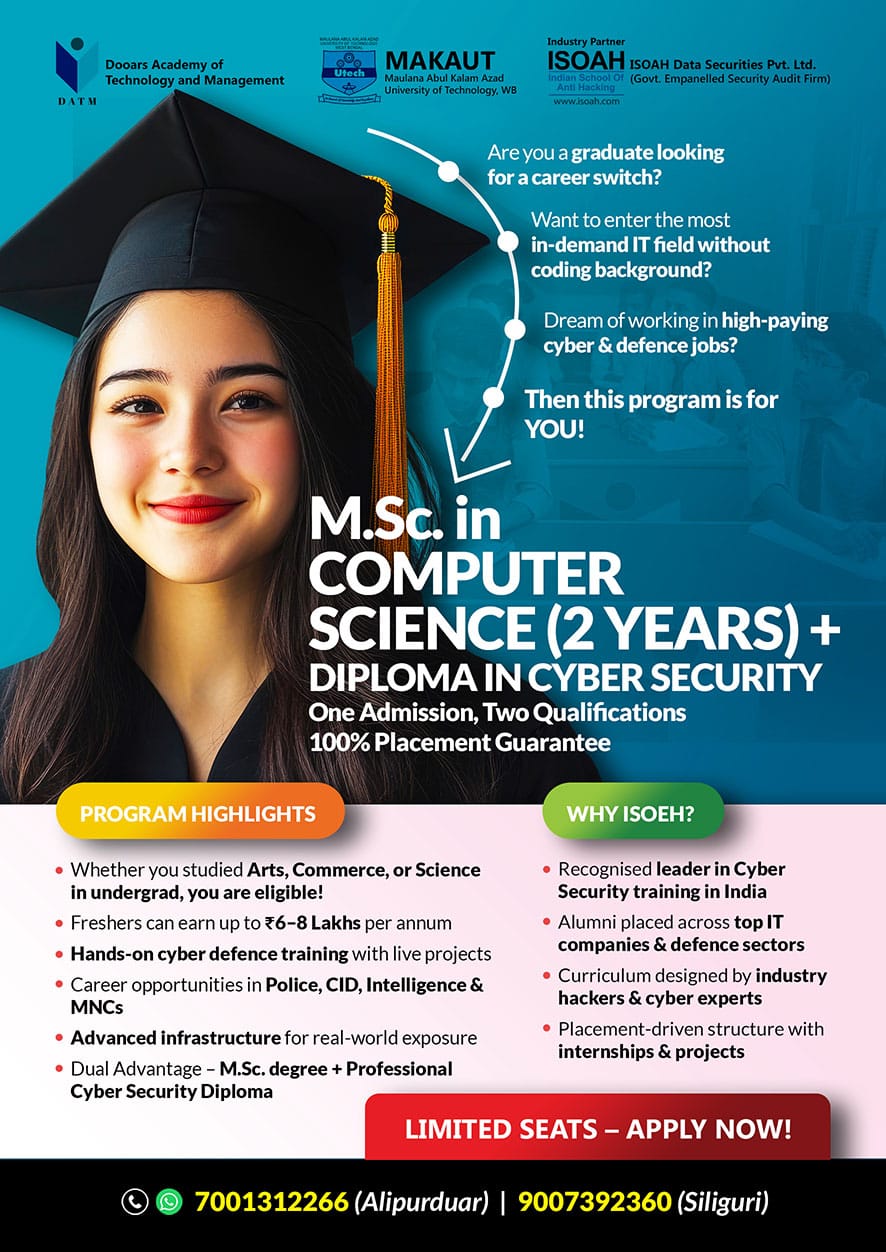 DATM
Dooars Academy of
Technology and Management
MAULANA ABUL KALAM AZAD
UNIVERSITY OF TECHNOLOGY
WEST BENGAL
Utech
MAKAUT
Maulana Abul Kalam Azad
University of Technology, WB
Industry Partner
ISOAH
Indian School Of
Anti Hacking
www.isoah.com
ISOAH Data Securities Pvt. Ltd.
(Govt. Empanelled Security Audit Firm)
Are you a graduate looking
for a career switch?
Want to enter the most
in-demand IT field without
coding background?
Dream of working in high-paying
cyber & defence jobs?
Then this program is for
YOU!
M.Sc. in
COMPUTER
SCIENCE (2 YEARS) +
DIPLOMA IN CYBER SECURITY
One Admission, Two Qualifications
100% Placement Guarantee
PROGRAM HIGHLIGHTS
• Whether you studied Arts, Commerce, or Science
in undergrad, you are eligible!
• Freshers can earn up to ₹6–8 Lakhs per annum
• Hands-on cyber defence training with live projects
• Career opportunities in Police, CID, Intelligence &
MNCs
• Advanced infrastructure for real-world exposure
• Dual Advantage – M.Sc. degree + Professional
Cyber Security Diploma
WHY ISOEH?
• Recognised leader in Cyber
Security training in India
• Alumni placed across top IT
companies & defence sectors
• Curriculum designed by industry
hackers & cyber experts
• Placement-driven structure with
internships & projects
LIMITED SEATS – APPLY NOW!
7001312266 (Alipurduar) | 9007392360 (Siliguri)